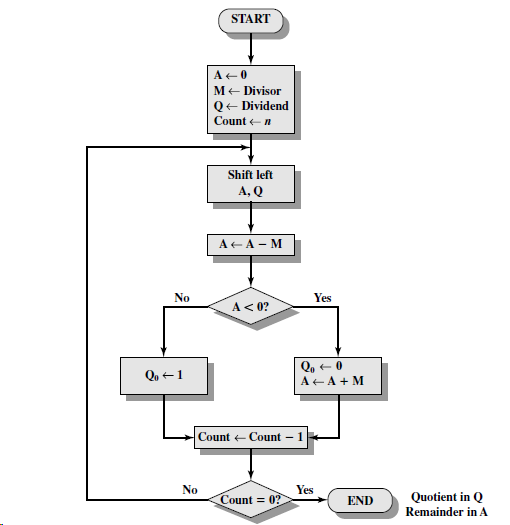 START
A ← 0
M ← Divisor
Q ← Dividend
Count ← n
Shift left
A, Q
A ← A − M
No
A < 0?
Yes
Q₀ ← 1
Q₀ ← 0
A ← A + M
Count ← Count − 1
No
Count = 0?
Yes
END
Quotient in Q
Remainder in A